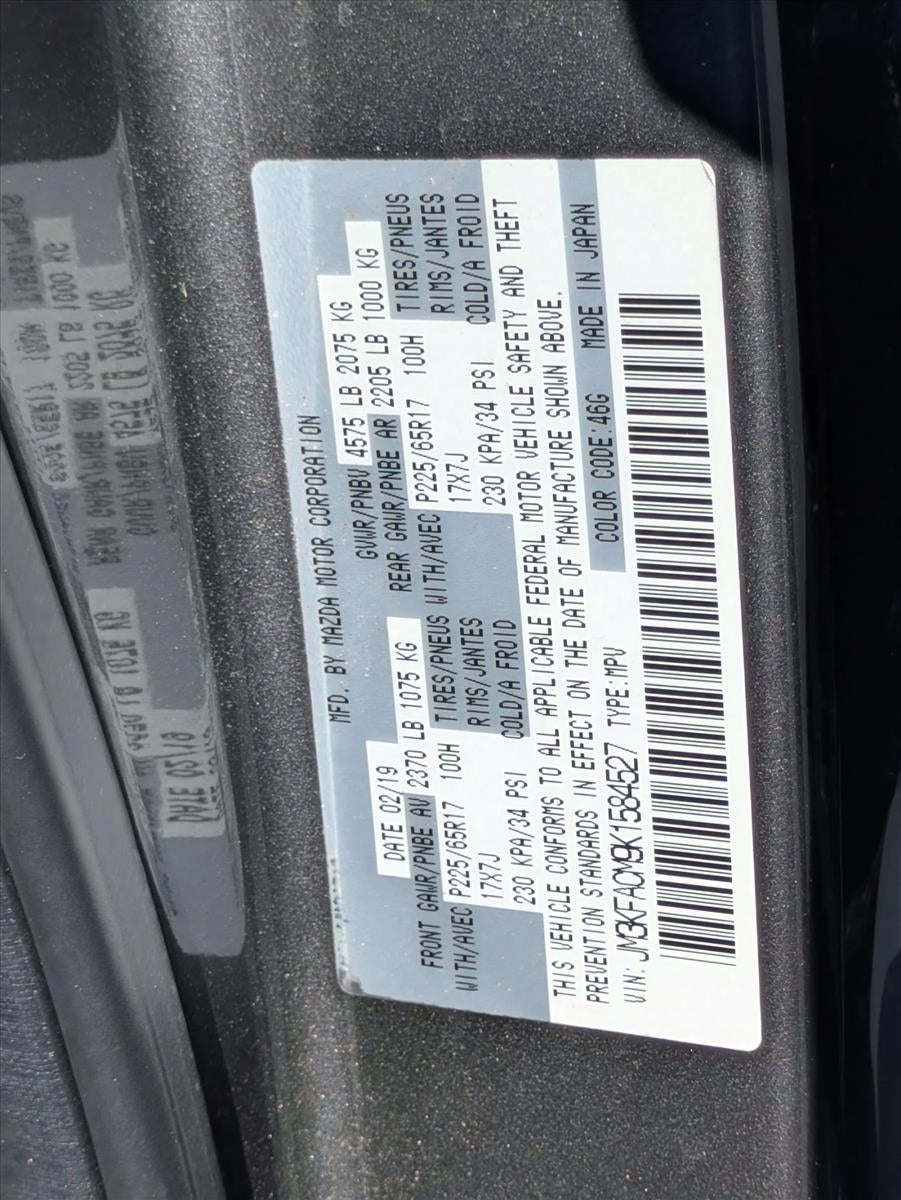 MFD. BY MAZDA MOTOR CORPORATION
DATE 02/19 GVWR/PNBV 4575 LB 2075 KG
FRONT GAWR/PNBE AV 2370 LB 1075 KG REAR GAWR/PNBE AR 2205 LB 1000 KG
WITH/AVEC P225/65R17 100H TIRES/PNEUS WITH/AVEC P225/65R17 100H TIRES/PNEUS
17X7J RIMS/JANTES 17X7J RIMS/JANTES
230 KPA/34 PSI COLD/A FROID 230 KPA/34 PSI COLD/A FROID
THIS VEHICLE CONFORMS TO ALL APPLICABLE FEDERAL MOTOR VEHICLE SAFETY AND THEFT
PREVENTION STANDARDS IN EFFECT ON THE DATE OF MANUFACTURE SHOWN ABOVE.
V.I.N: JM3KFACM9K1584527 TYPE:MPV COLOR CODE:46G MADE IN JAPAN